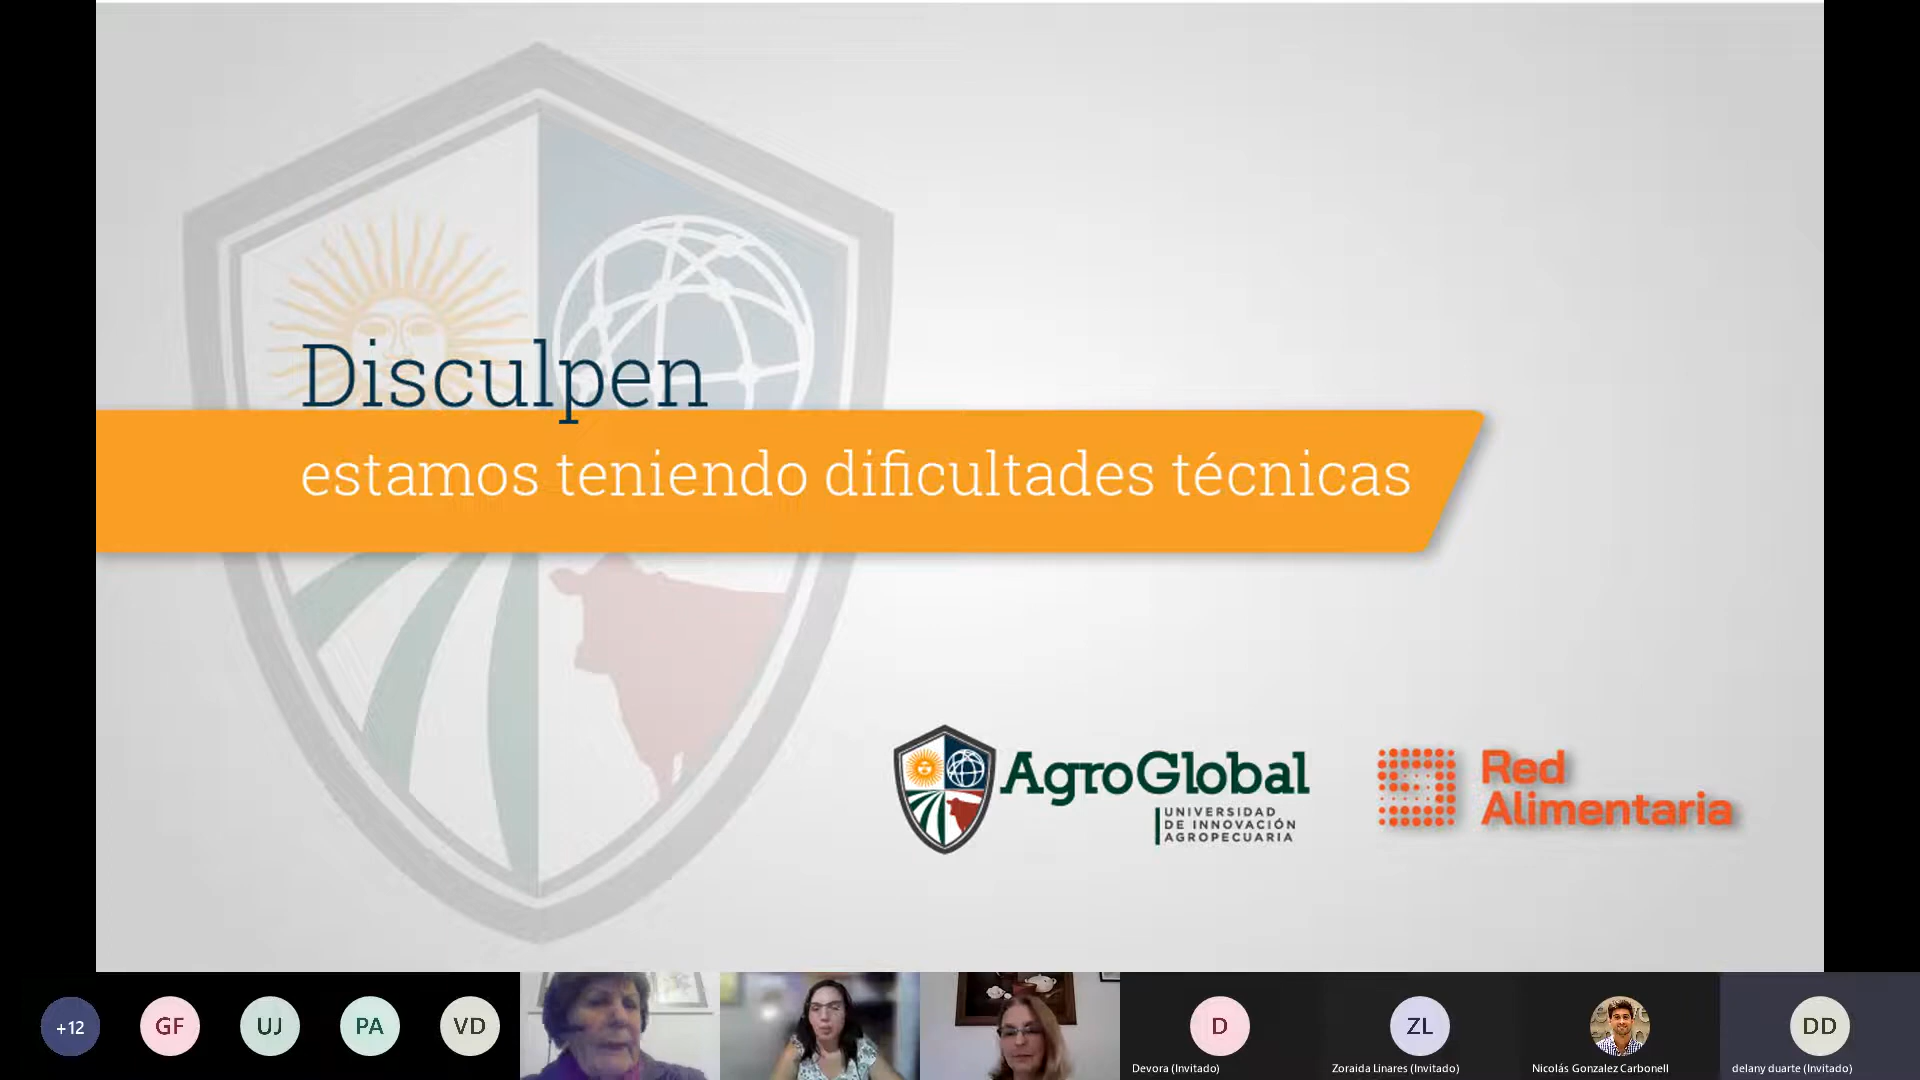 Disculpen
estamos teniendo dificultades técnicas
AgroGlobal
UNIVERSIDAD
DE INNOVACIÓN
AGROPECUARIA
Red
Alimentaria
+12
GF
UJ
PA
VD
D
Devora (Invitado)
ZL
Zoraida Linares (Invitado)
Nicolás Gonzalez Carbonell
DD
delany duarte (Invitado)